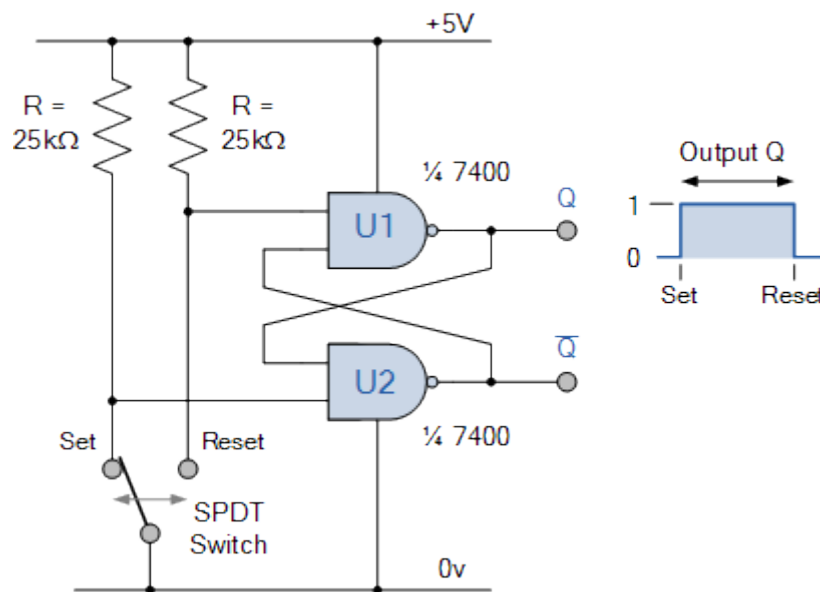 +5V
R =
25kΩ
R =
25kΩ
¼ 7400
U1
Q
Output Q
1
0
Set
Reset
Q̅
U2
¼ 7400
Set
Reset
SPDT
Switch
0v